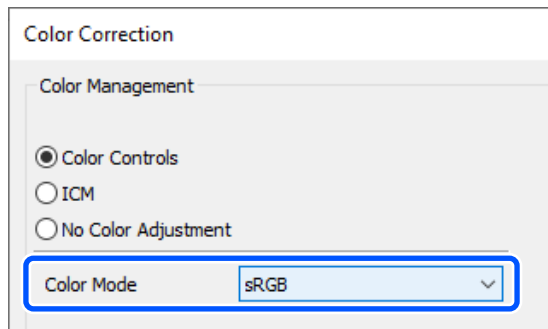 Color Correction
Color Management
Color Controls
ICM
No Color Adjustment
Color Mode sRGB